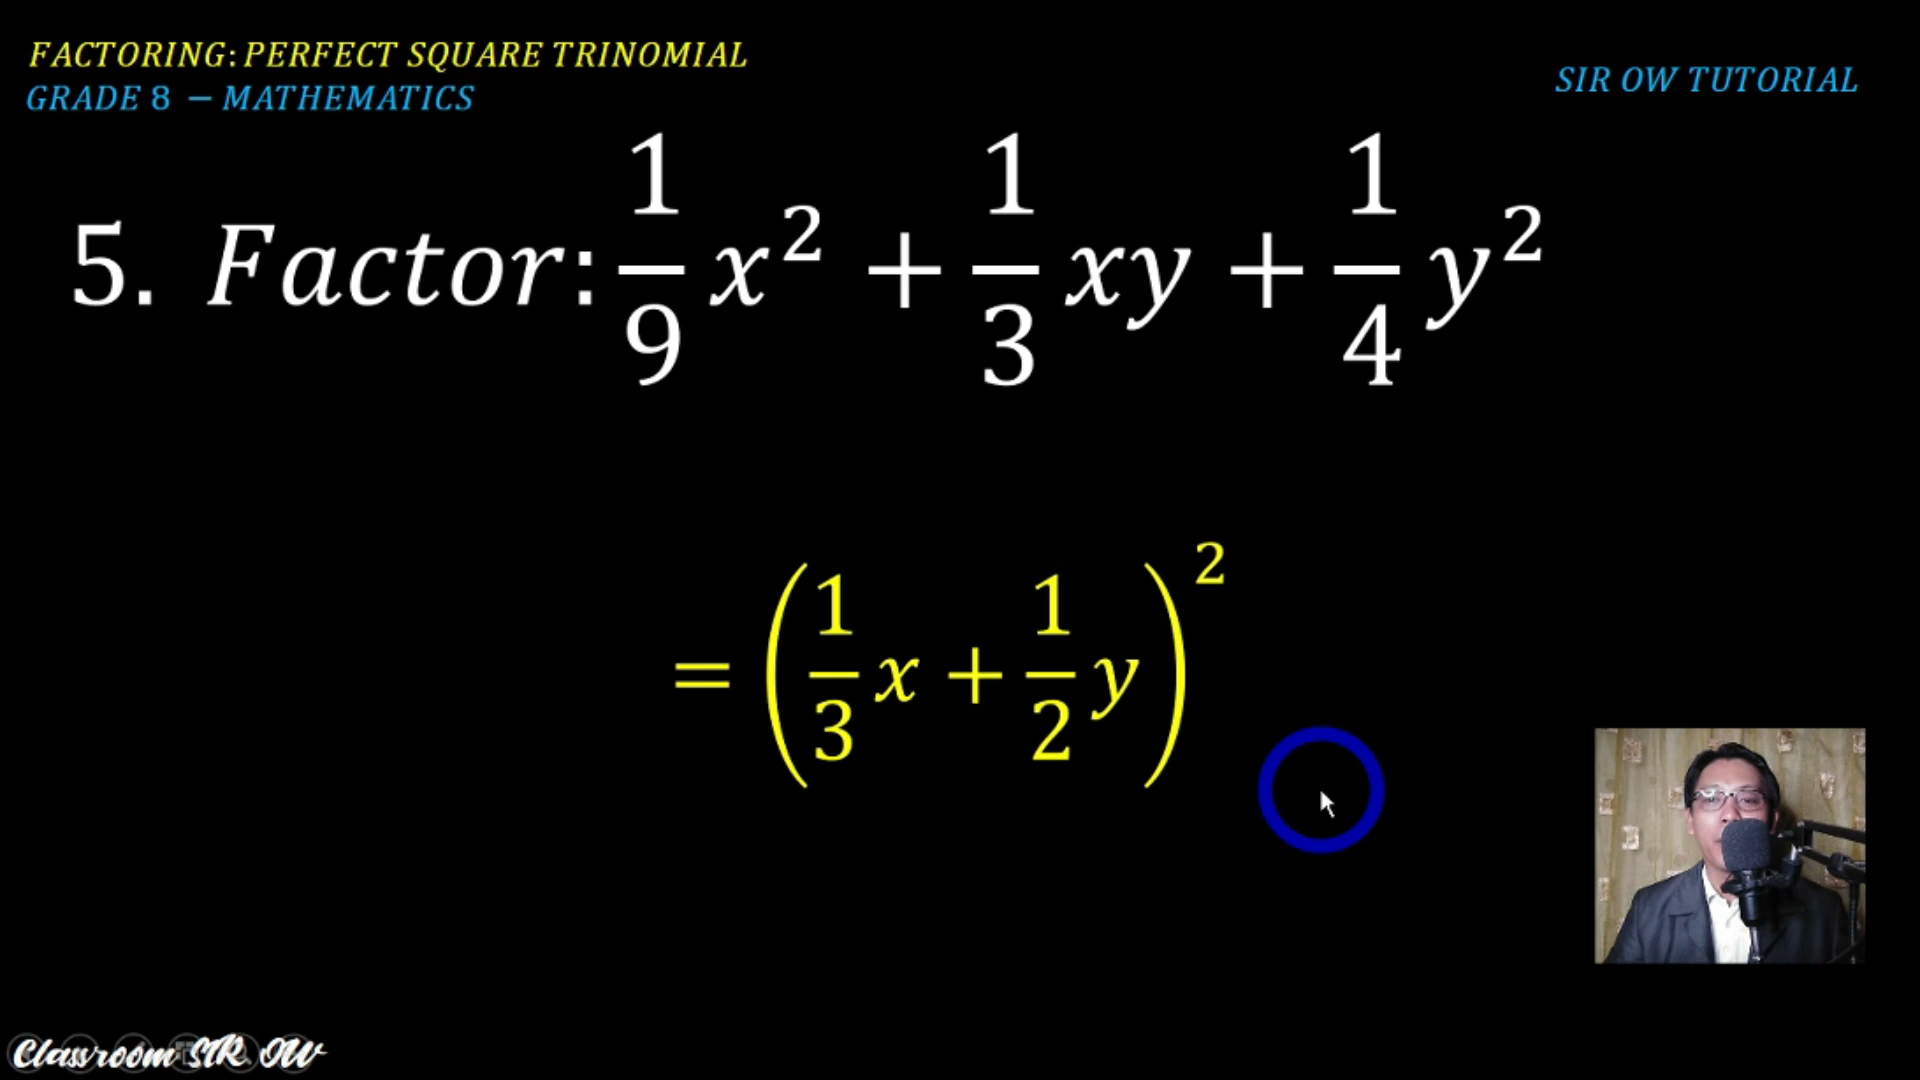 FACTORING: PERFECT SQUARE TRINOMIAL
GRADE 8 – MATHEMATICS
SIR OW TUTORIAL
5. Factor: 1/9 x² + 1/3 xy + 1/4 y²
= (1/3 x + 1/2 y)²
Classroom SIR OW